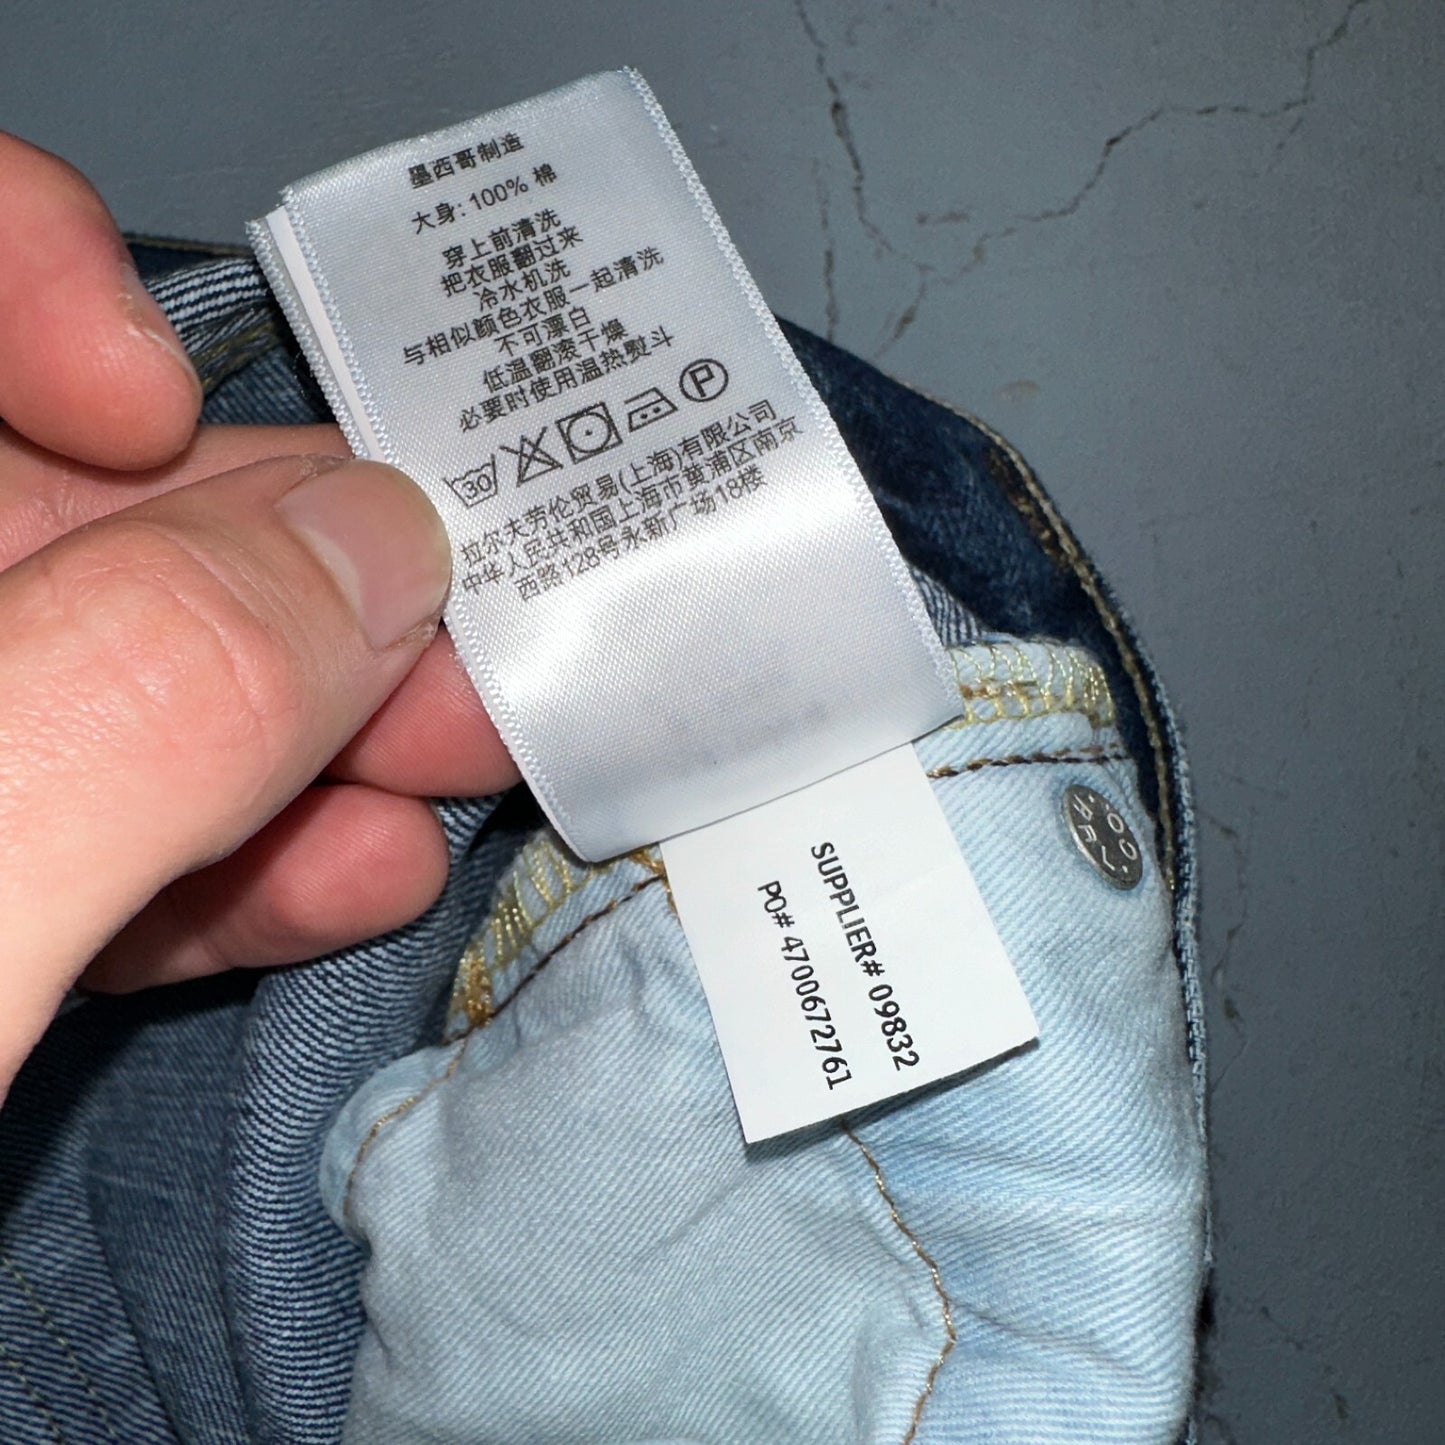 墨西哥制造
大身: 100% 棉
穿上前清洗
把衣服翻过来
冷水机洗
与相似颜色衣服一起清洗
不可漂白
低温翻滚干燥
必要时使用温热熨斗
30 P
拉尔夫劳伦贸易(上海)有限公司
中华人民共和国上海市黄浦区南京
西路128号永新广场18楼
SUPPLIER# 09832
PO# 4700672761